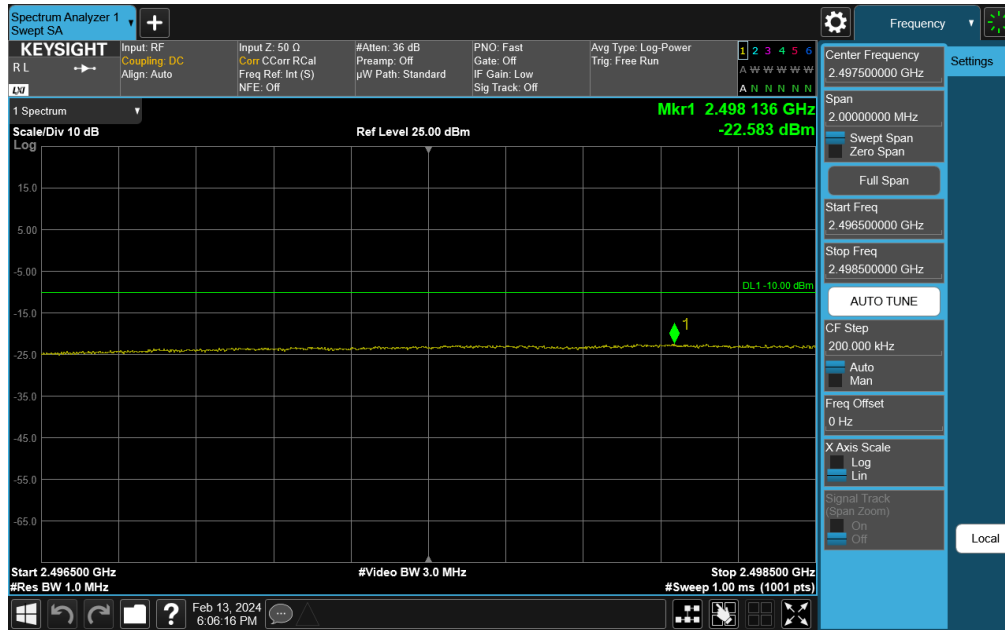 Spectrum Analyzer 1
Swept SA
Frequency
KEYSIGHT
R L
LXI
Input: RF
Coupling: DC
Align: Auto
Input Z: 50 Ω
Corr CCorr RCal
Freq Ref: Int (S)
NFE: Off
#Atten: 36 dB
Preamp: Off
µW Path: Standard
PNO: Fast
Gate: Off
IF Gain: Low
Sig Track: Off
Avg Type: Log-Power
Trig: Free Run
1 2 3 4 5 6
A W W W W W
A N N N N N
1 Spectrum
Scale/Div 10 dB
Log
Ref Level 25.00 dBm
Mkr1 2.498 136 GHz
-22.583 dBm
15.0
5.00
-5.00
DL1 -10.00 dBm
-15.0
1
-25.0
-35.0
-45.0
-55.0
-65.0
Start 2.496500 GHz
#Res BW 1.0 MHz
#Video BW 3.0 MHz
Stop 2.498500 GHz
#Sweep 1.00 ms (1001 pts)
Center Frequency
2.497500000 GHz
Settings
Span
2.00000000 MHz
Swept Span
Zero Span
Full Span
Start Freq
2.496500000 GHz
Stop Freq
2.498500000 GHz
AUTO TUNE
CF Step
200.000 kHz
Auto
Man
Freq Offset
0 Hz
X Axis Scale
Log
Lin
Signal Track
(Span Zoom)
On
Off
Local
?
Feb 13, 2024
6:06:16 PM